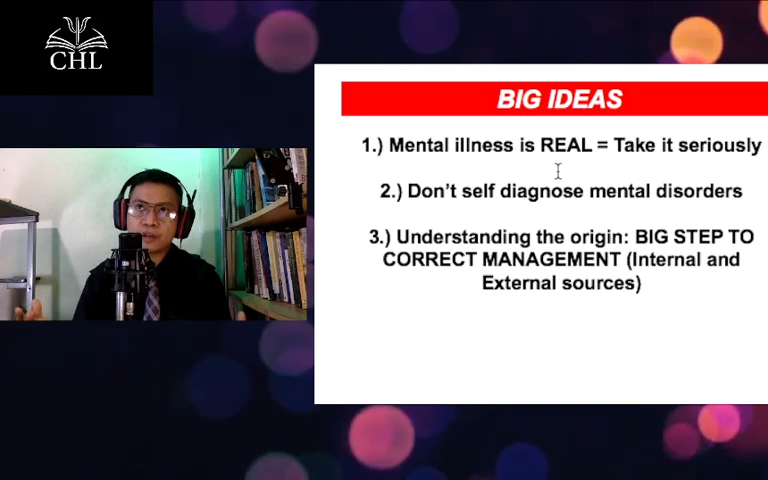 CHL
BIG IDEAS
1.) Mental illness is REAL = Take it seriously
2.) Don't self diagnose mental disorders
3.) Understanding the origin: BIG STEP TO
CORRECT MANAGEMENT (Internal and
External sources)